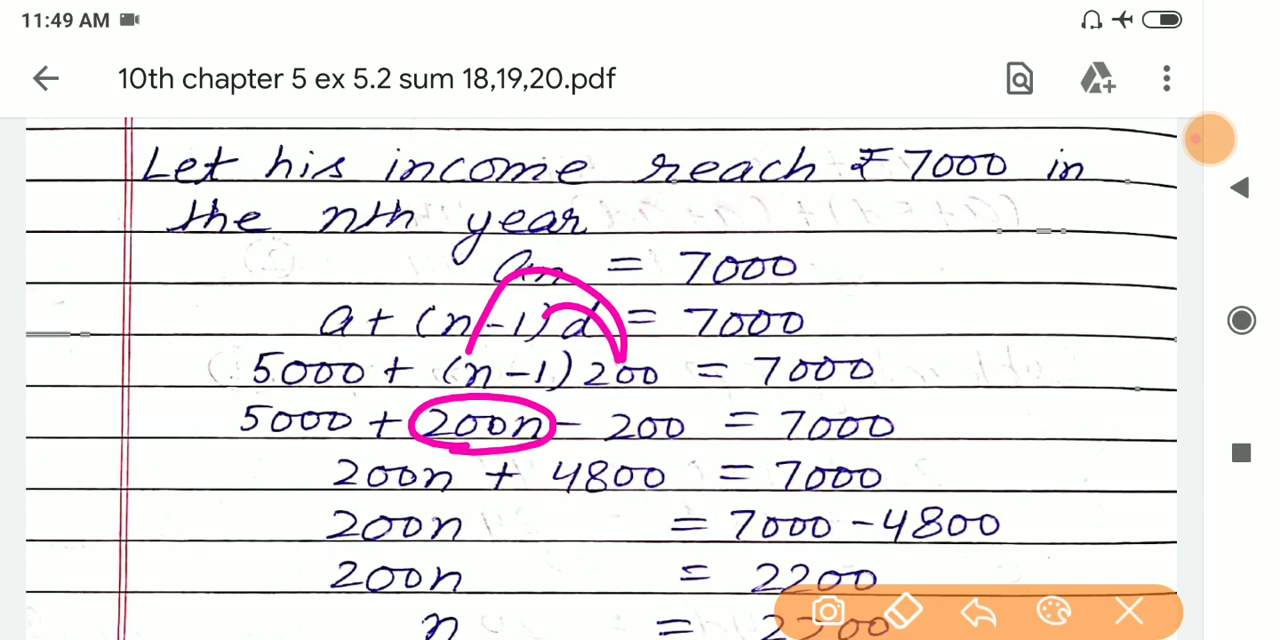 11:49 AM
10th chapter 5 ex 5.2 sum 18,19,20.pdf
Let his income reach ₹7000 in
the nth year
an = 7000
a + (n-1)d = 7000
5000 + (n-1)200 = 7000
5000 + 200n - 200 = 7000
200n + 4800 = 7000
200n = 7000 - 4800
200n = 2200
n = 2200